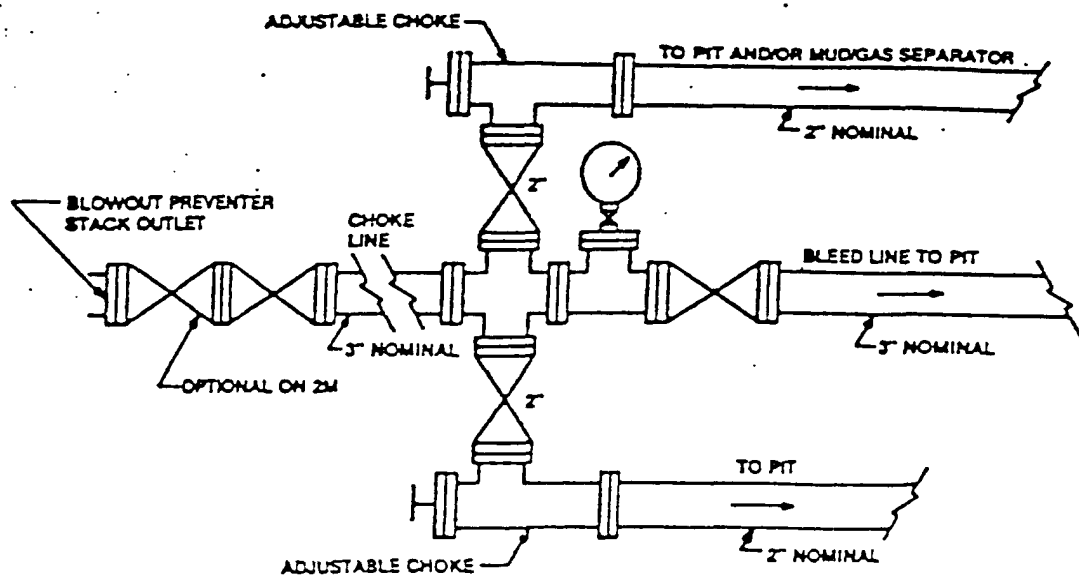 ADJUSTABLE CHOKE
TO PIT AND/OR MUD/GAS SEPARATOR
2" NOMINAL
2"
BLOWOUT PREVENTER
STACK OUTLET
CHOKE
LINE
BLEED LINE TO PIT
3" NOMINAL
3" NOMINAL
OPTIONAL ON 2M
2"
TO PIT
ADJUSTABLE CHOKE
2" NOMINAL